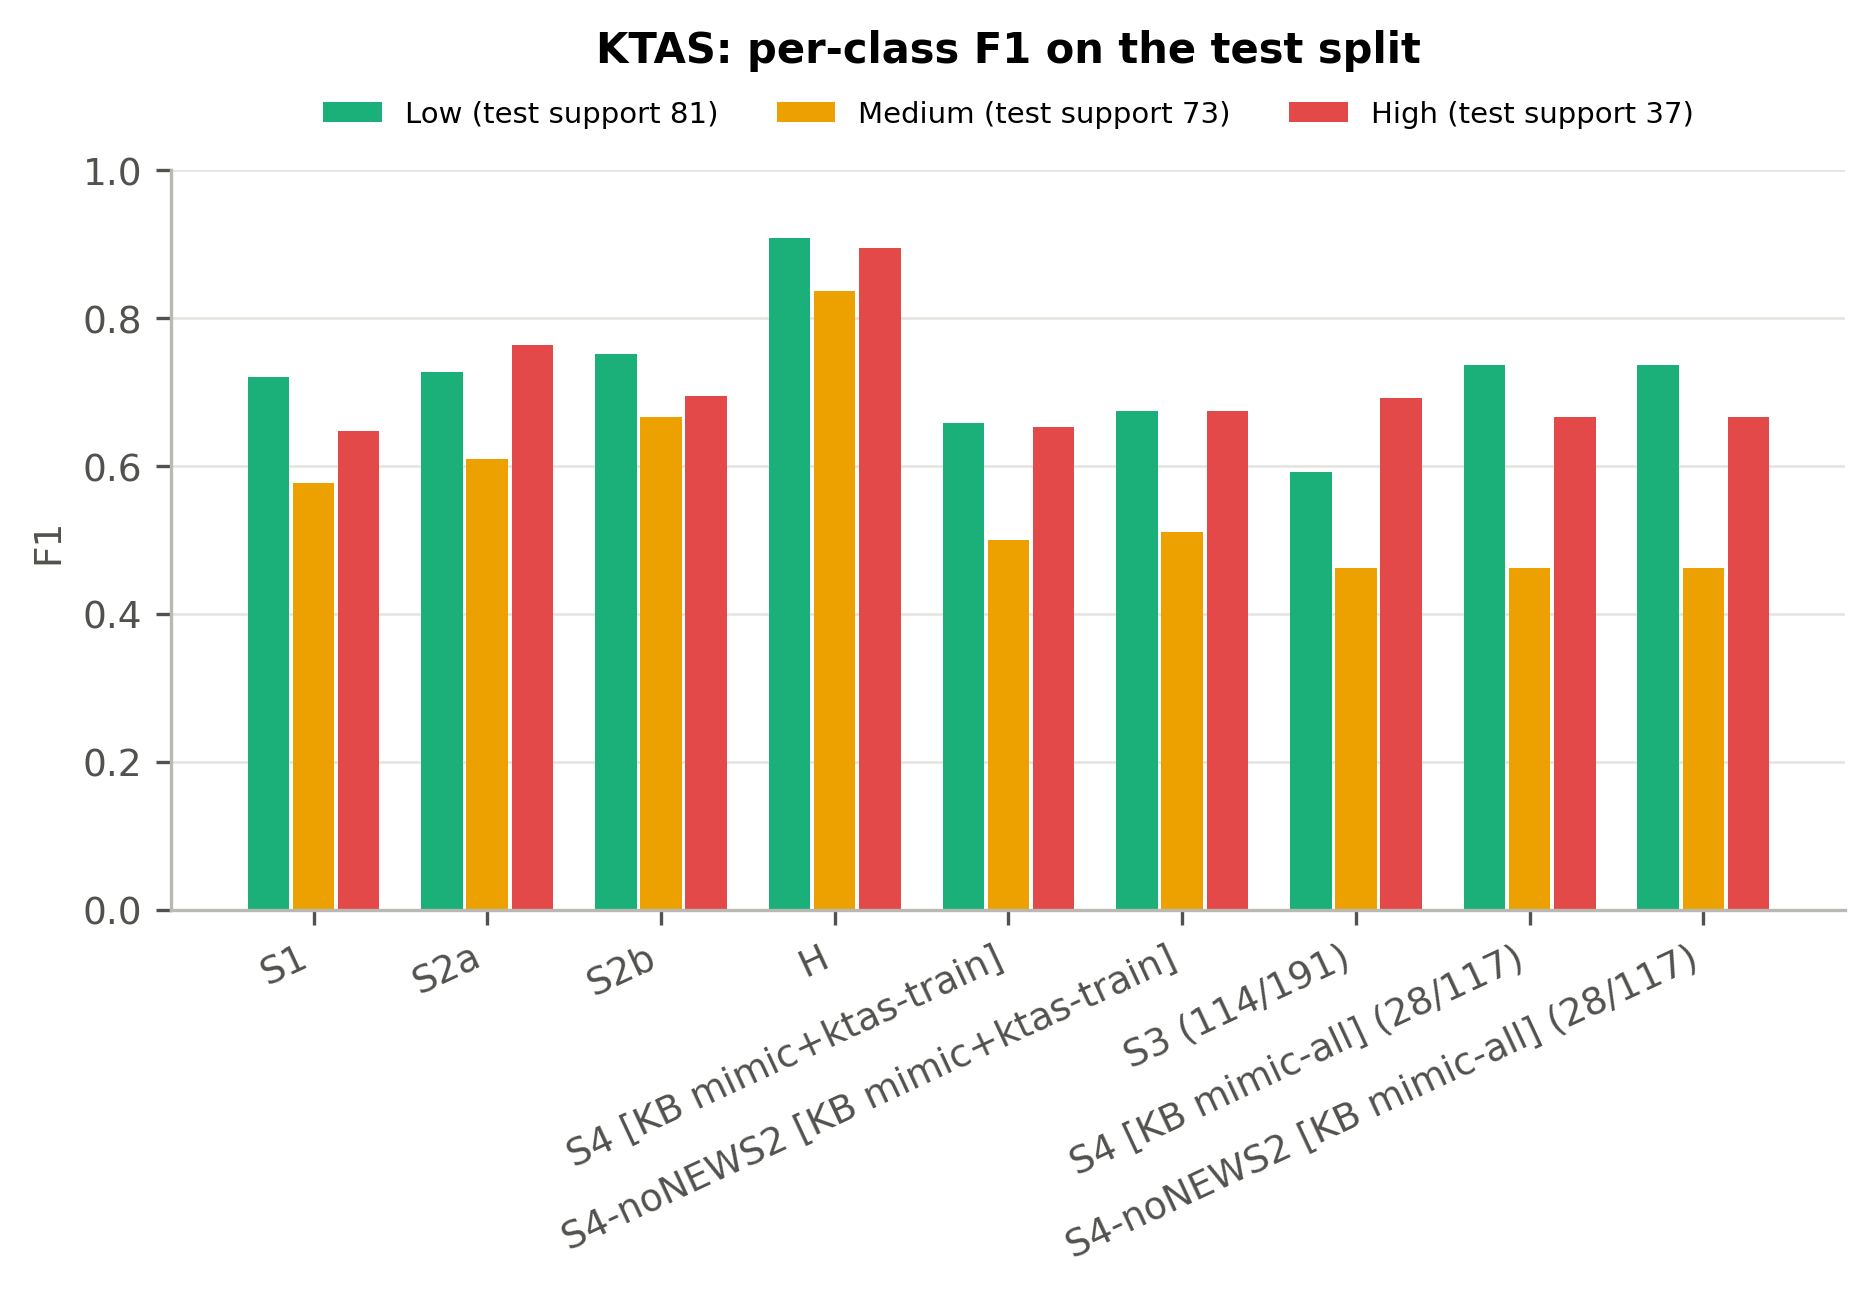 KTAS: per-class F1 on the test split
Low (test support 81)
Medium (test support 73)
High (test support 37)
1.0
0.8
0.6
0.4
0.2
0.0
F1
S1
S2a
S2b
H
S4 [KB mimic+ktas-train]
S4-noNEWS2 [KB mimic+ktas-train]
S3 (114/191)
S4 [KB mimic-all] (28/117)
S4-noNEWS2 [KB mimic-all] (28/117)